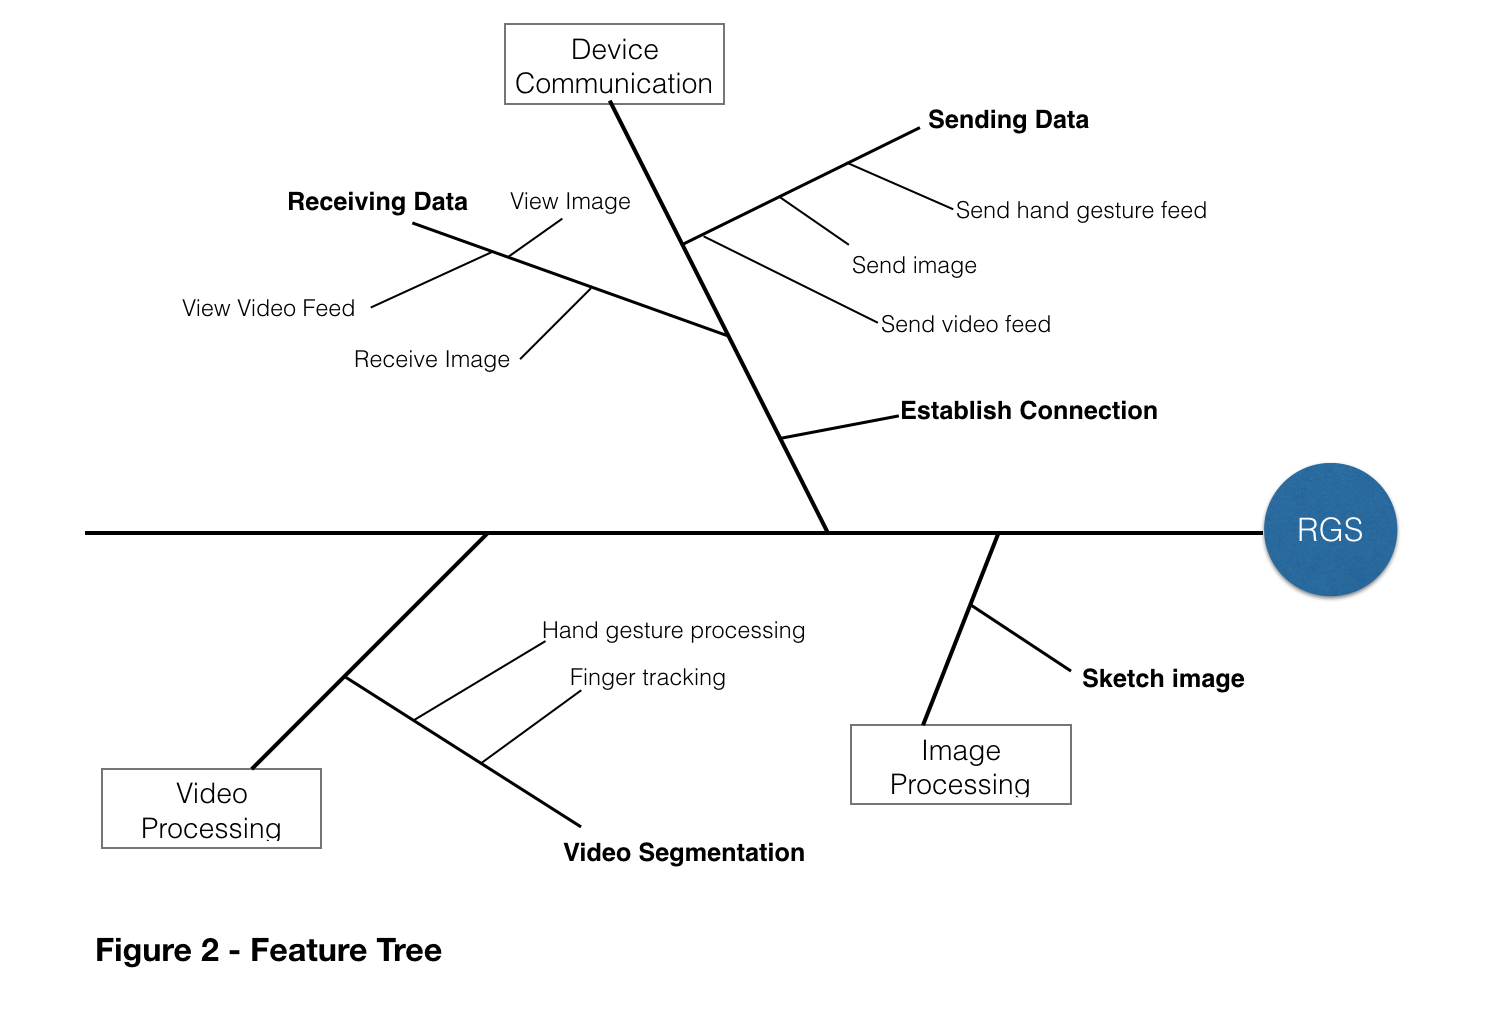 Device
Communication
Sending Data
Receiving Data
View Image
Send hand gesture feed
Send image
View Video Feed
Send video feed
Receive Image
Establish Connection
RGS
Hand gesture processing
Finger tracking
Sketch image
Image
Processing
Video
Processing
Video Segmentation
Figure 2 - Feature Tree